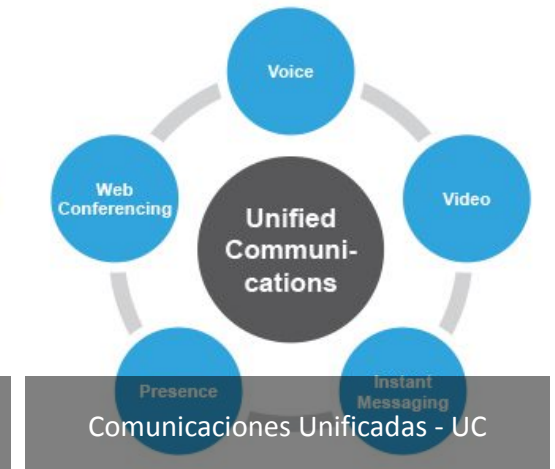 Voice
Web
Conferencing
Video
Unified
Communi-
cations
Presence
Instant
Messaging
Comunicaciones Unificadas - UC